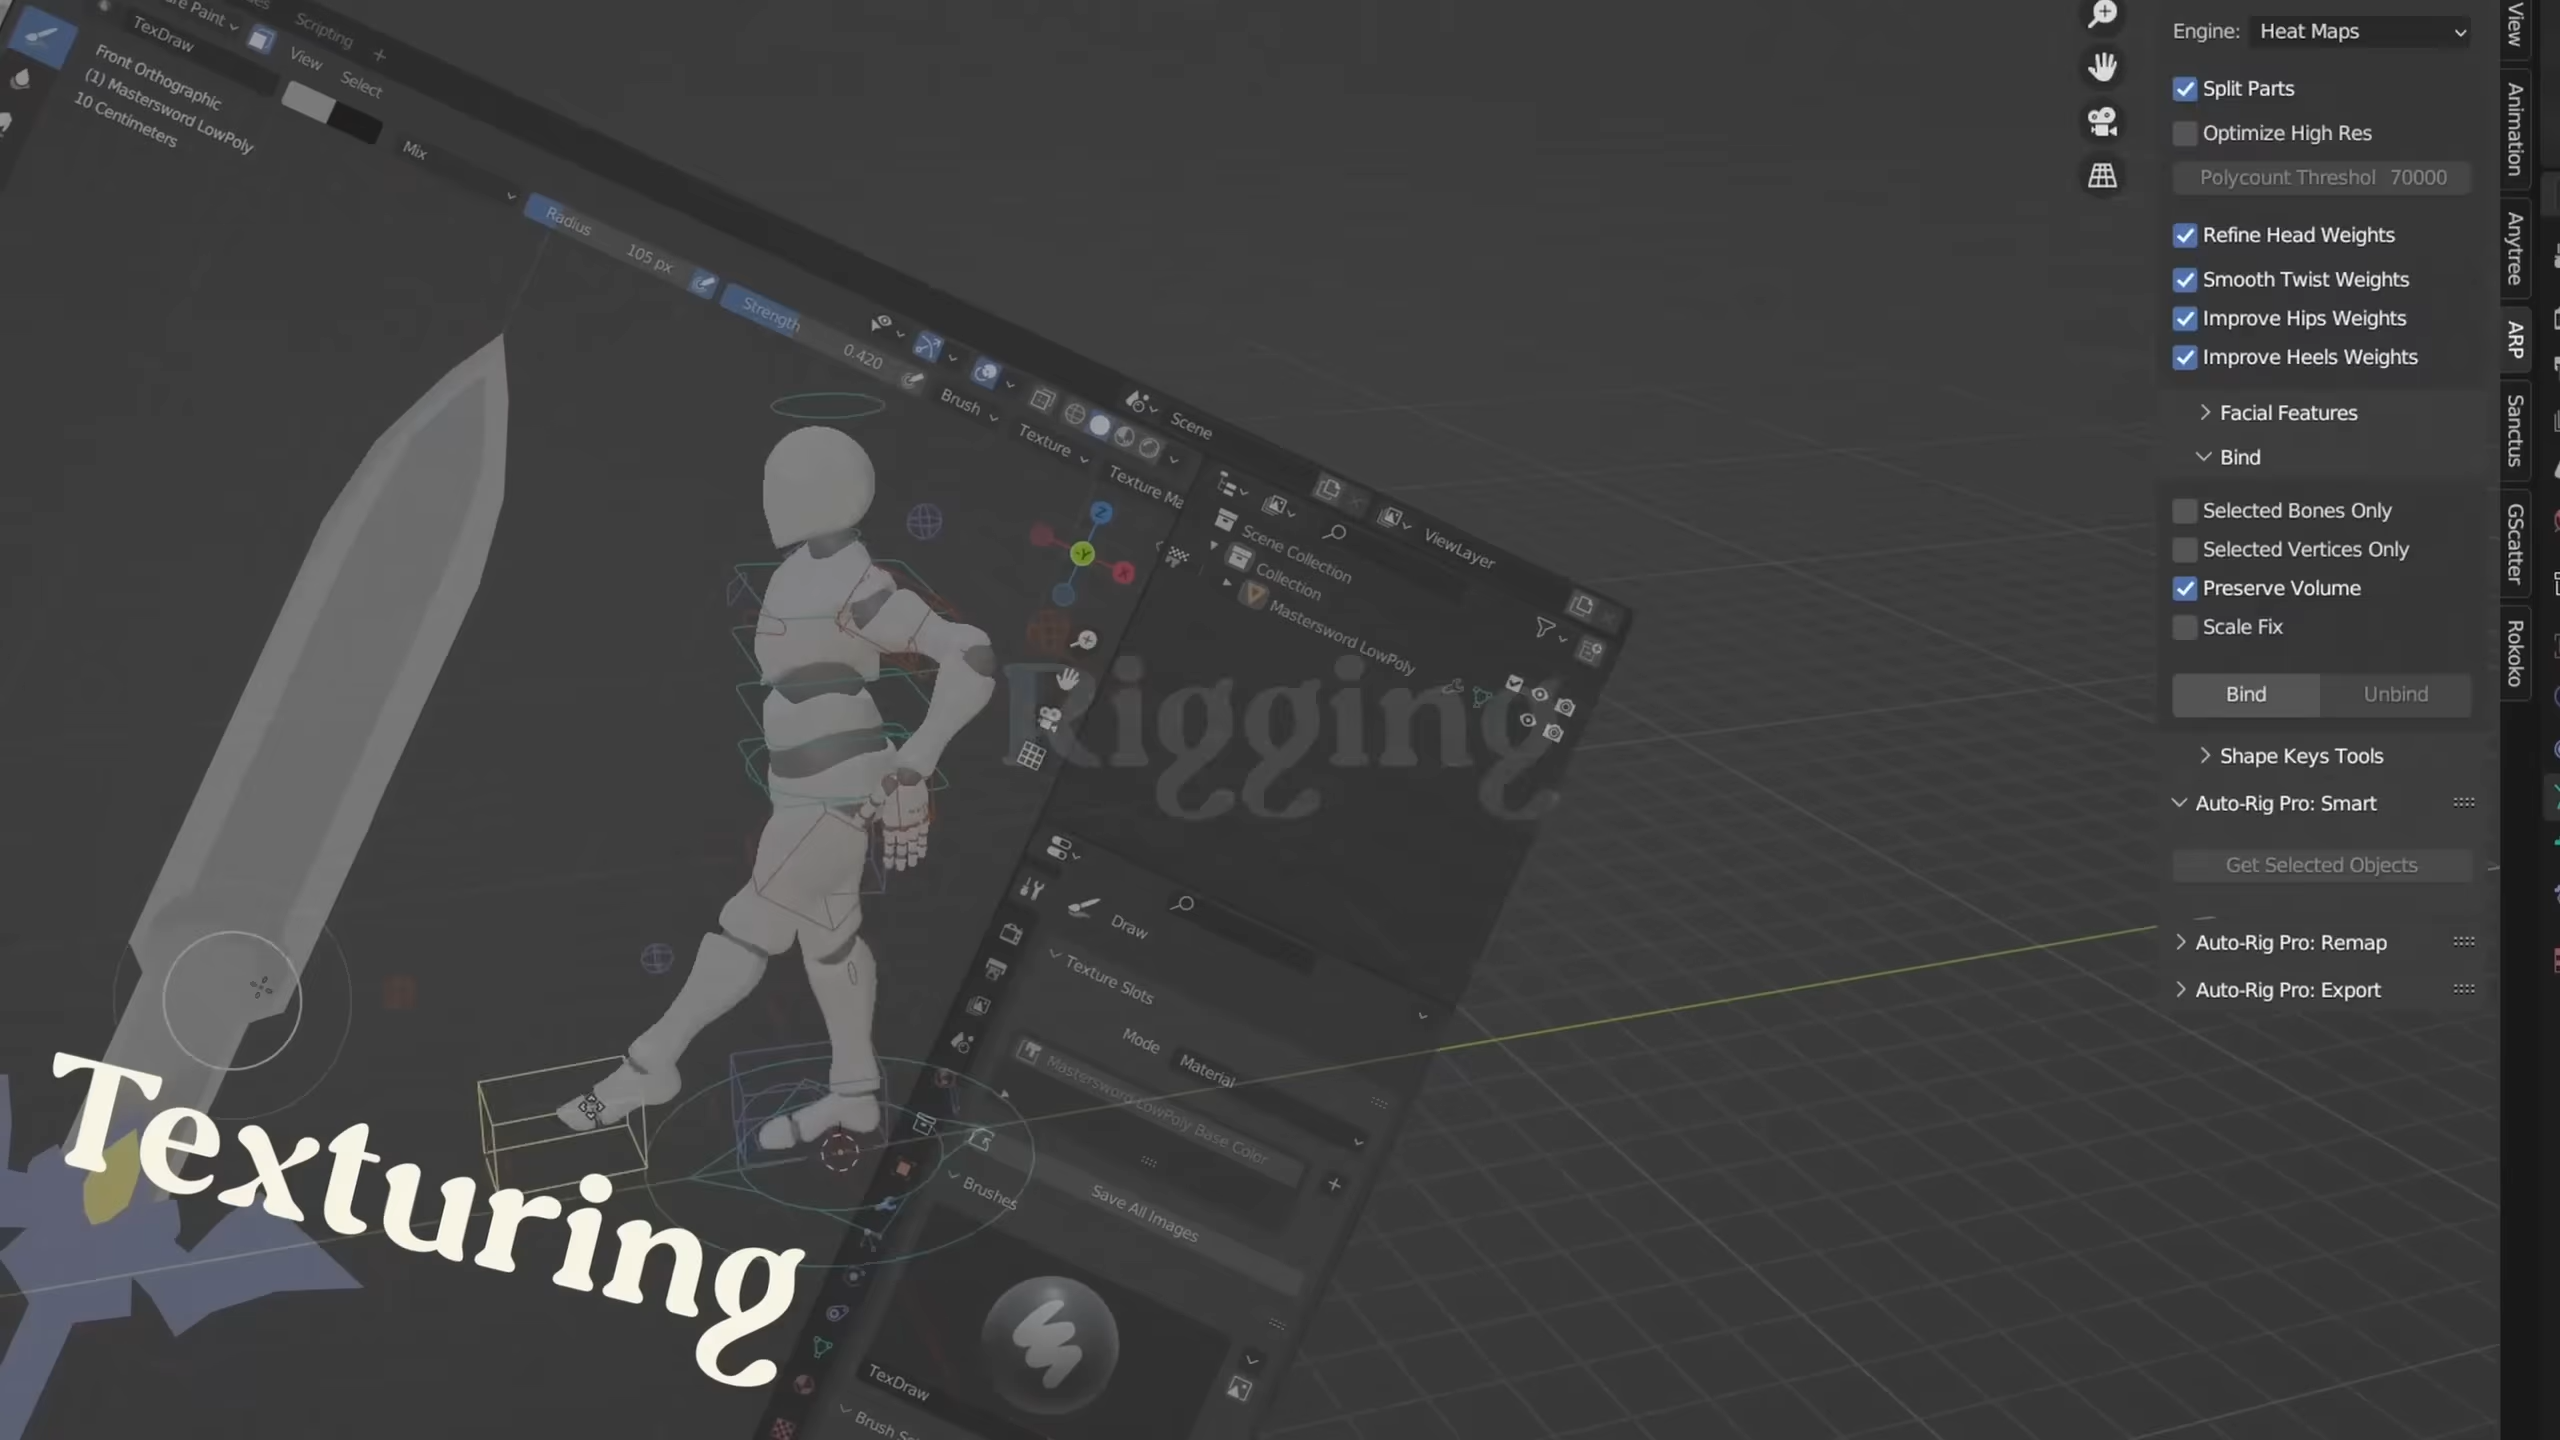 Scripting
TexDraw
View
Select
Front Orthographic
(1) Mastersword LowPoly
10 Centimeters
Mix
Radius 105 px
Strength 0.420
Brush
Texture
Scene
ViewLayer
Scene Collection
Collection
Mastersword LowPoly
Rigging
Draw
Texture Slots
Mode Material
Mastersword LowPoly Base Color
Save All Images
Brushes
TexDraw
Texturing
Engine: Heat Maps
Split Parts
Optimize High Res
Polycount Threshol 70000
Refine Head Weights
Smooth Twist Weights
Improve Hips Weights
Improve Heels Weights
Facial Features
Bind
Selected Bones Only
Selected Vertices Only
Preserve Volume
Scale Fix
Bind Unbind
Shape Keys Tools
Auto-Rig Pro: Smart
Get Selected Objects
Auto-Rig Pro: Remap
Auto-Rig Pro: Export
View
Animation
Anytree
ARP
Sanctus
GScatter
Rokoko